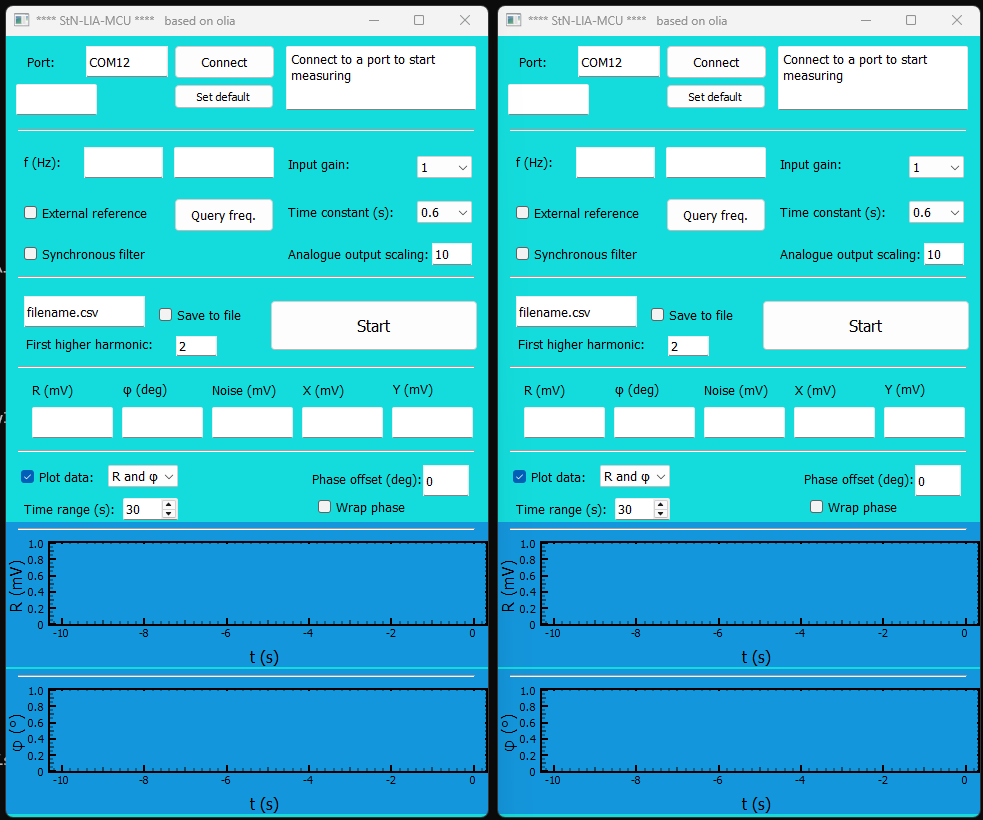 **** StN-LIA-MCU **** based on olia
Port: COM12 Connect
Connect to a port to start
measuring
Set default
f (Hz): Input gain: 1
External reference Query freq. Time constant (s): 0.6
Synchronous filter Analogue output scaling: 10
filename.csv Save to file Start
First higher harmonic: 2
R (mV) φ (deg) Noise (mV) X (mV) Y (mV)
Plot data: R and φ Phase offset (deg): 0
Time range (s): 30 Wrap phase
1.0
0.8
0.6
0.4
0.2
0
R (mV)
-10 -8 -6 -4 -2 0
t (s)
1.0
0.8
0.6
0.4
0.2
0
φ (°)
-10 -8 -6 -4 -2 0
t (s)
**** StN-LIA-MCU **** based on olia
Port: COM12 Connect
Connect to a port to start
measuring
Set default
f (Hz): Input gain: 1
External reference Query freq. Time constant (s): 0.6
Synchronous filter Analogue output scaling: 10
filename.csv Save to file Start
First higher harmonic: 2
R (mV) φ (deg) Noise (mV) X (mV) Y (mV)
Plot data: R and φ Phase offset (deg): 0
Time range (s): 30 Wrap phase
1.0
0.8
0.6
0.4
0.2
0
R (mV)
-10 -8 -6 -4 -2 0
t (s)
1.0
0.8
0.6
0.4
0.2
0
φ (°)
-10 -8 -6 -4 -2 0
t (s)